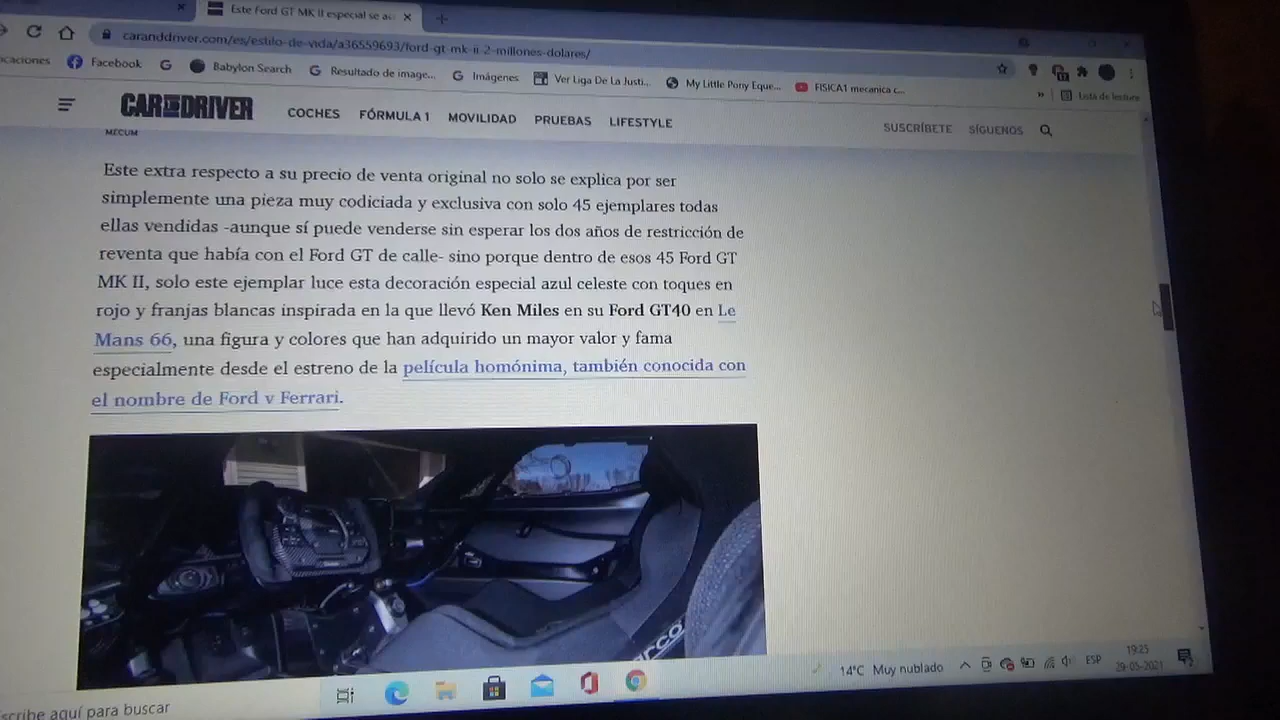 Este Ford GT MK II especial se
caranddriver.com/es/estilo-de-vida/a36559693/ford-gt-mk-ii-2-millones-dolares/
caciones Facebook Babylon Search Resultado de image... Imágenes Ver Liga De La Justi... My Little Pony Eque... FISICA1 mecanica c...
» Lista de lectura
CAR AND DRIVER COCHES FÓRMULA 1 MOVILIDAD PRUEBAS LIFESTYLE SUSCRÍBETE SÍGUENOS
MECUM
Este extra respecto a su precio de venta original no solo se explica por ser
simplemente una pieza muy codiciada y exclusiva con solo 45 ejemplares todas
ellas vendidas -aunque sí puede venderse sin esperar los dos años de restricción de
reventa que había con el Ford GT de calle- sino porque dentro de esos 45 Ford GT
MK II, solo este ejemplar luce esta decoración especial azul celeste con toques en
rojo y franjas blancas inspirada en la que llevó Ken Miles en su Ford GT40 en Le
Mans 66, una figura y colores que han adquirido un mayor valor y fama
especialmente desde el estreno de la película homónima, también conocida con
el nombre de Ford v Ferrari.
arco
14°C Muy nublado ESP 19:25
29-05-2021
scribe aquí para buscar